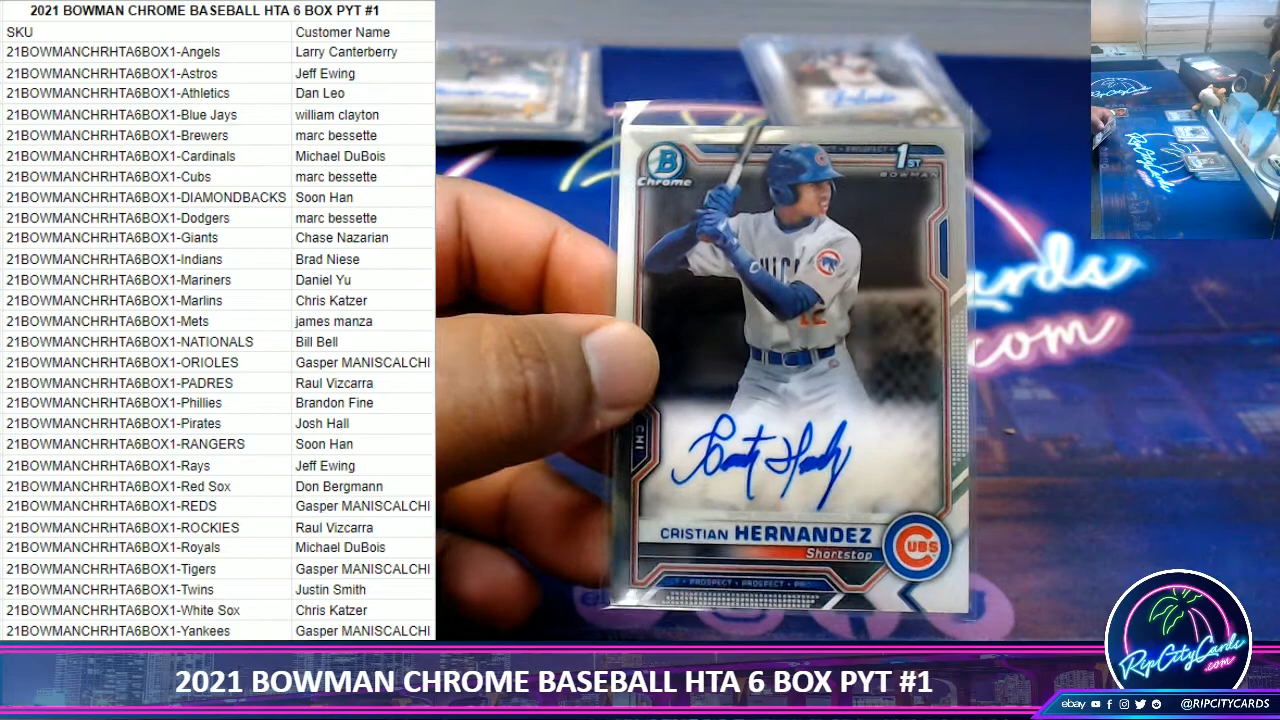 2021 BOWMAN CHROME BASEBALL HTA 6 BOX PYT #1
SKU Customer Name
21BOWMANCHRHTA6BOX1-Angels Larry Canterberry
21BOWMANCHRHTA6BOX1-Astros Jeff Ewing
21BOWMANCHRHTA6BOX1-Athletics Dan Leo
21BOWMANCHRHTA6BOX1-Blue Jays william clayton
21BOWMANCHRHTA6BOX1-Brewers marc bessette
21BOWMANCHRHTA6BOX1-Cardinals Michael DuBois
21BOWMANCHRHTA6BOX1-Cubs marc bessette
21BOWMANCHRHTA6BOX1-DIAMONDBACKS Soon Han
21BOWMANCHRHTA6BOX1-Dodgers marc bessette
21BOWMANCHRHTA6BOX1-Giants Chase Nazarian
21BOWMANCHRHTA6BOX1-Indians Brad Niese
21BOWMANCHRHTA6BOX1-Mariners Daniel Yu
21BOWMANCHRHTA6BOX1-Marlins Chris Katzer
21BOWMANCHRHTA6BOX1-Mets james manza
21BOWMANCHRHTA6BOX1-NATIONALS Bill Bell
21BOWMANCHRHTA6BOX1-ORIOLES Gasper MANISCALCHI
21BOWMANCHRHTA6BOX1-PADRES Raul Vizcarra
21BOWMANCHRHTA6BOX1-Phillies Brandon Fine
21BOWMANCHRHTA6BOX1-Pirates Josh Hall
21BOWMANCHRHTA6BOX1-RANGERS Soon Han
21BOWMANCHRHTA6BOX1-Rays Jeff Ewing
21BOWMANCHRHTA6BOX1-Red Sox Don Bergmann
21BOWMANCHRHTA6BOX1-REDS Gasper MANISCALCHI
21BOWMANCHRHTA6BOX1-ROCKIES Raul Vizcarra
21BOWMANCHRHTA6BOX1-Royals Michael DuBois
21BOWMANCHRHTA6BOX1-Tigers Gasper MANISCALCHI
21BOWMANCHRHTA6BOX1-Twins Justin Smith
21BOWMANCHRHTA6BOX1-White Sox Chris Katzer
21BOWMANCHRHTA6BOX1-Yankees Gasper MANISCALCHI
B
Chrome
PROSPECT
1ST
BOWMAN
12
CHI
CRISTIAN HERNANDEZ
Shortstop
CUBS
PROSPECT • PROSPECT
ards
com
RipCityCards
.com
2021 BOWMAN CHROME BASEBALL HTA 6 BOX PYT #1
ebay @RIPCITYCARDS